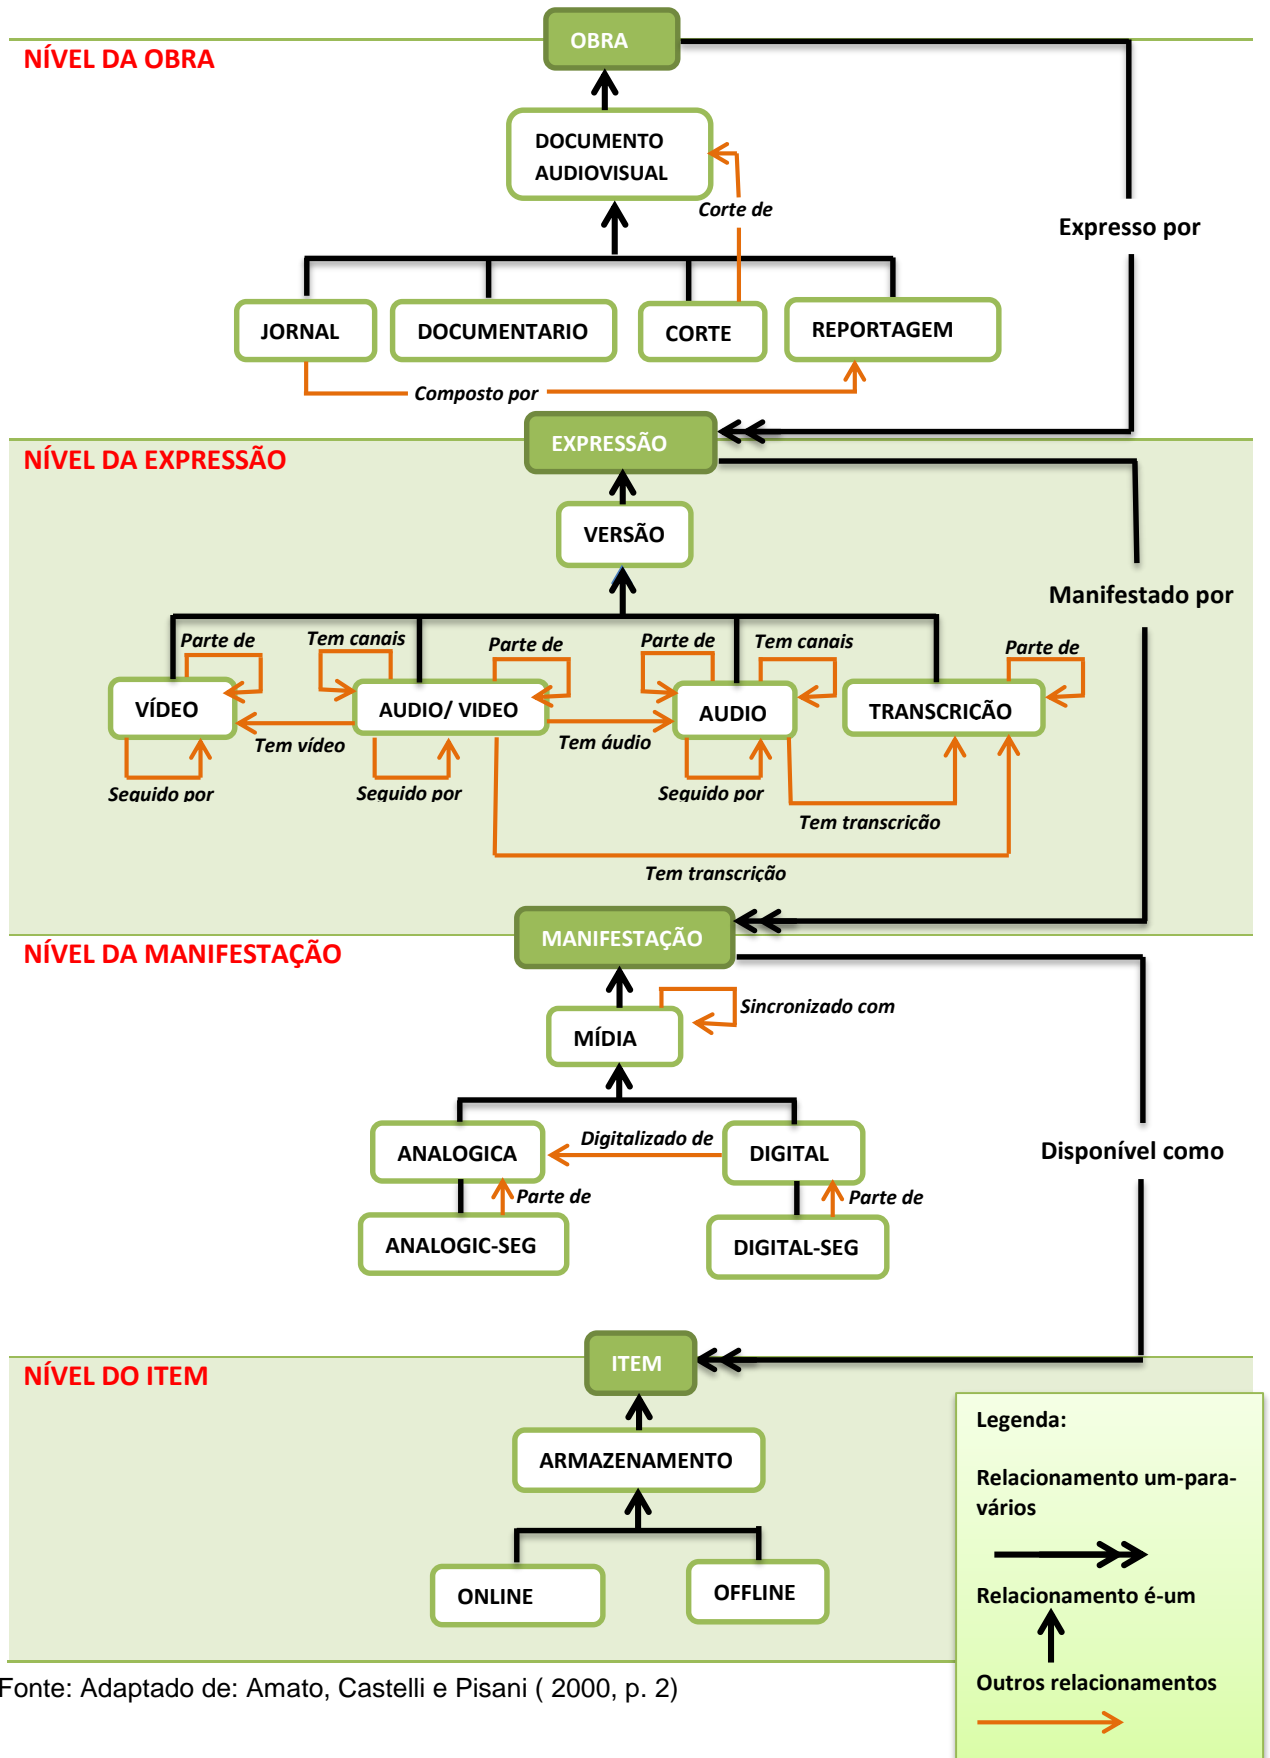 OBRA
NÍVEL DA OBRA
DOCUMENTO
AUDIOVISUAL
Corte de
Expresso por
JORNAL
DOCUMENTARIO
CORTE
REPORTAGEM
Composto por
EXPRESSÃO
NÍVEL DA EXPRESSÃO
VERSÃO
Manifestado por
Parte de
Tem canais
Parte de
Parte de
Tem canais
Parte de
VÍDEO
AUDIO/ VIDEO
AUDIO
TRANSCRICÃO
Tem vídeo
Tem áudio
Seguido por
Seguido por
Seguido por
Tem transcrição
Tem transcrição
MANIFESTAÇÃO
NÍVEL DA MANIFESTAÇÃO
Sincronizado com
MÍDIA
ANALOGICA
Digitalizado de
DIGITAL
Disponível como
Parte de
Parte de
ANALOGIC-SEG
DIGITAL-SEG
ITEM
NÍVEL DO ITEM
ARMAZENAMENTO
ONLINE
OFFLINE
Legenda:
Relacionamento um-para-
vários
Relacionamento é-um
Outros relacionamentos
Fonte: Adaptado de: Amato, Castelli e Pisani ( 2000, p. 2)